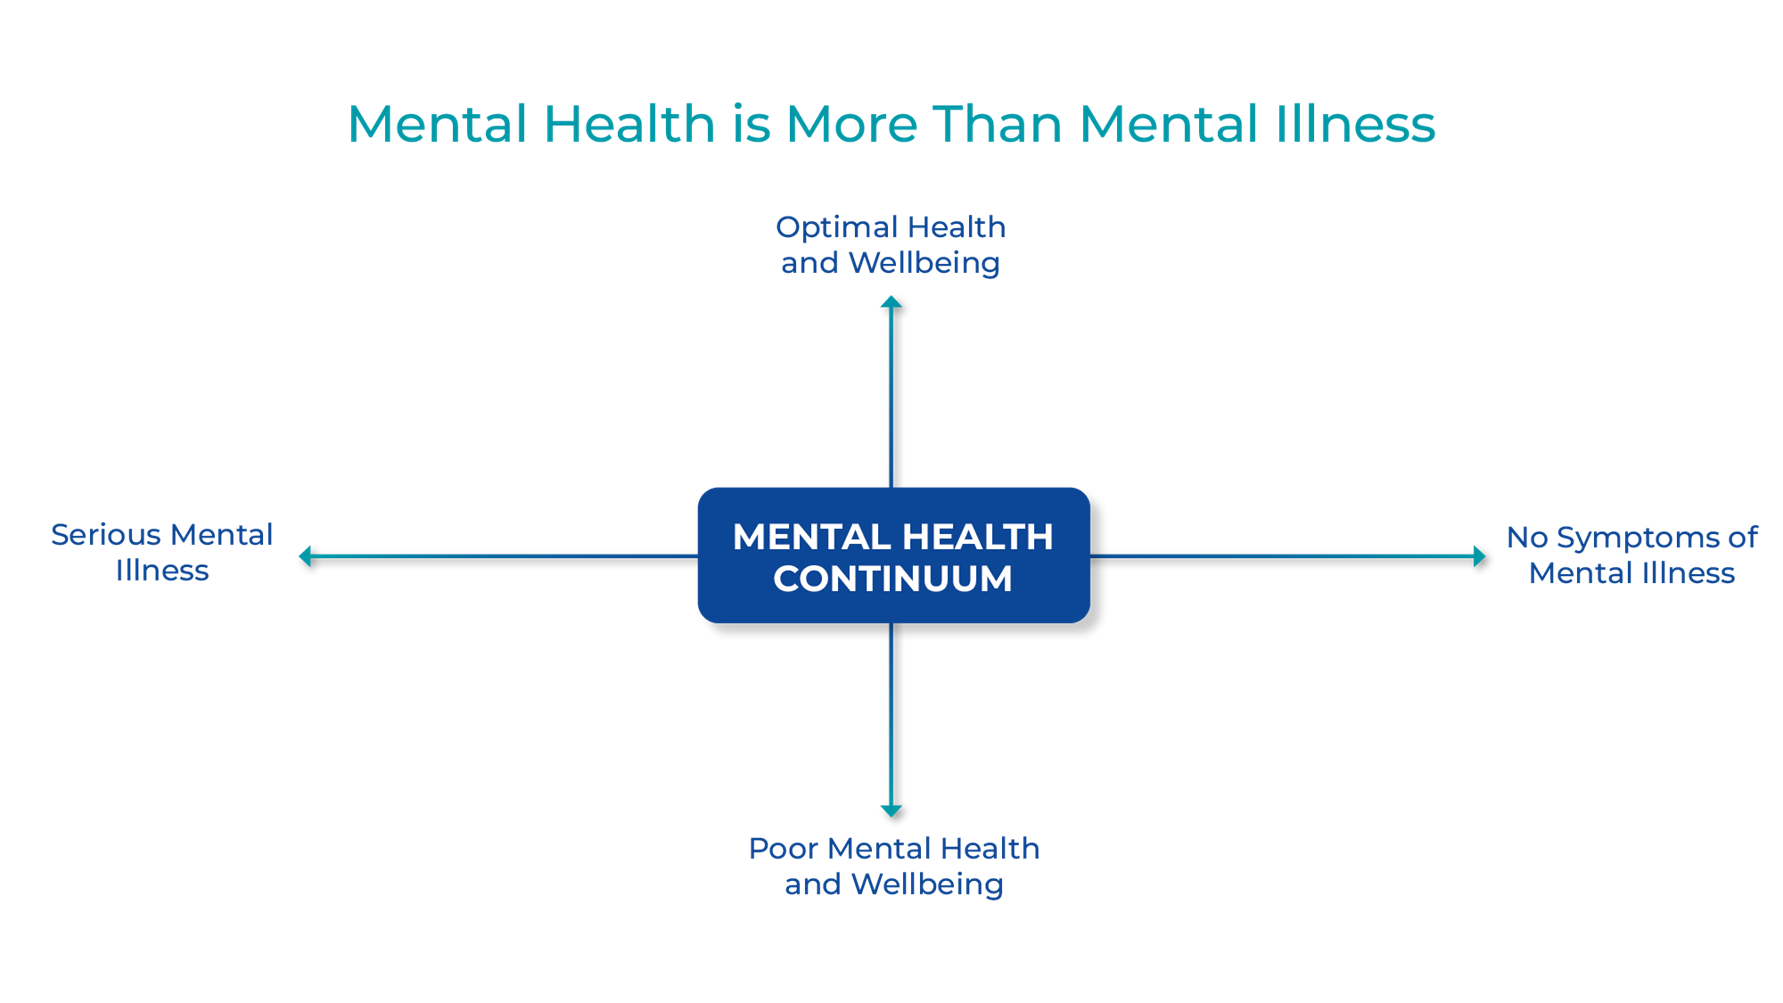 Mental Health is More Than Mental Illness
Optimal Health
and Wellbeing
Serious Mental
Illness
MENTAL HEALTH
CONTINUUM
No Symptoms of
Mental Illness
Poor Mental Health
and Wellbeing